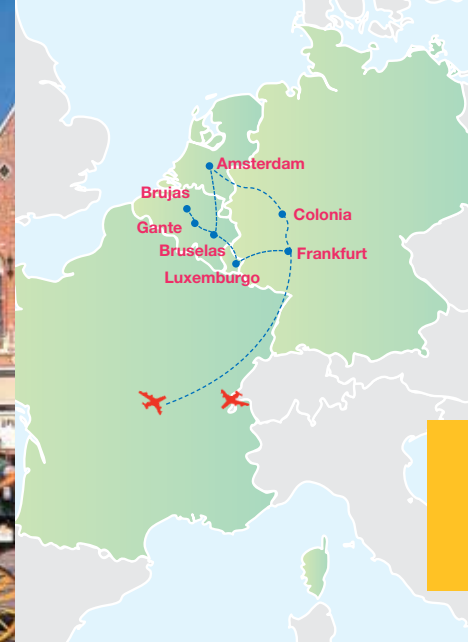 Amsterdam
Brujas
Colonia
Gante
Bruselas
Frankfurt
Luxemburgo